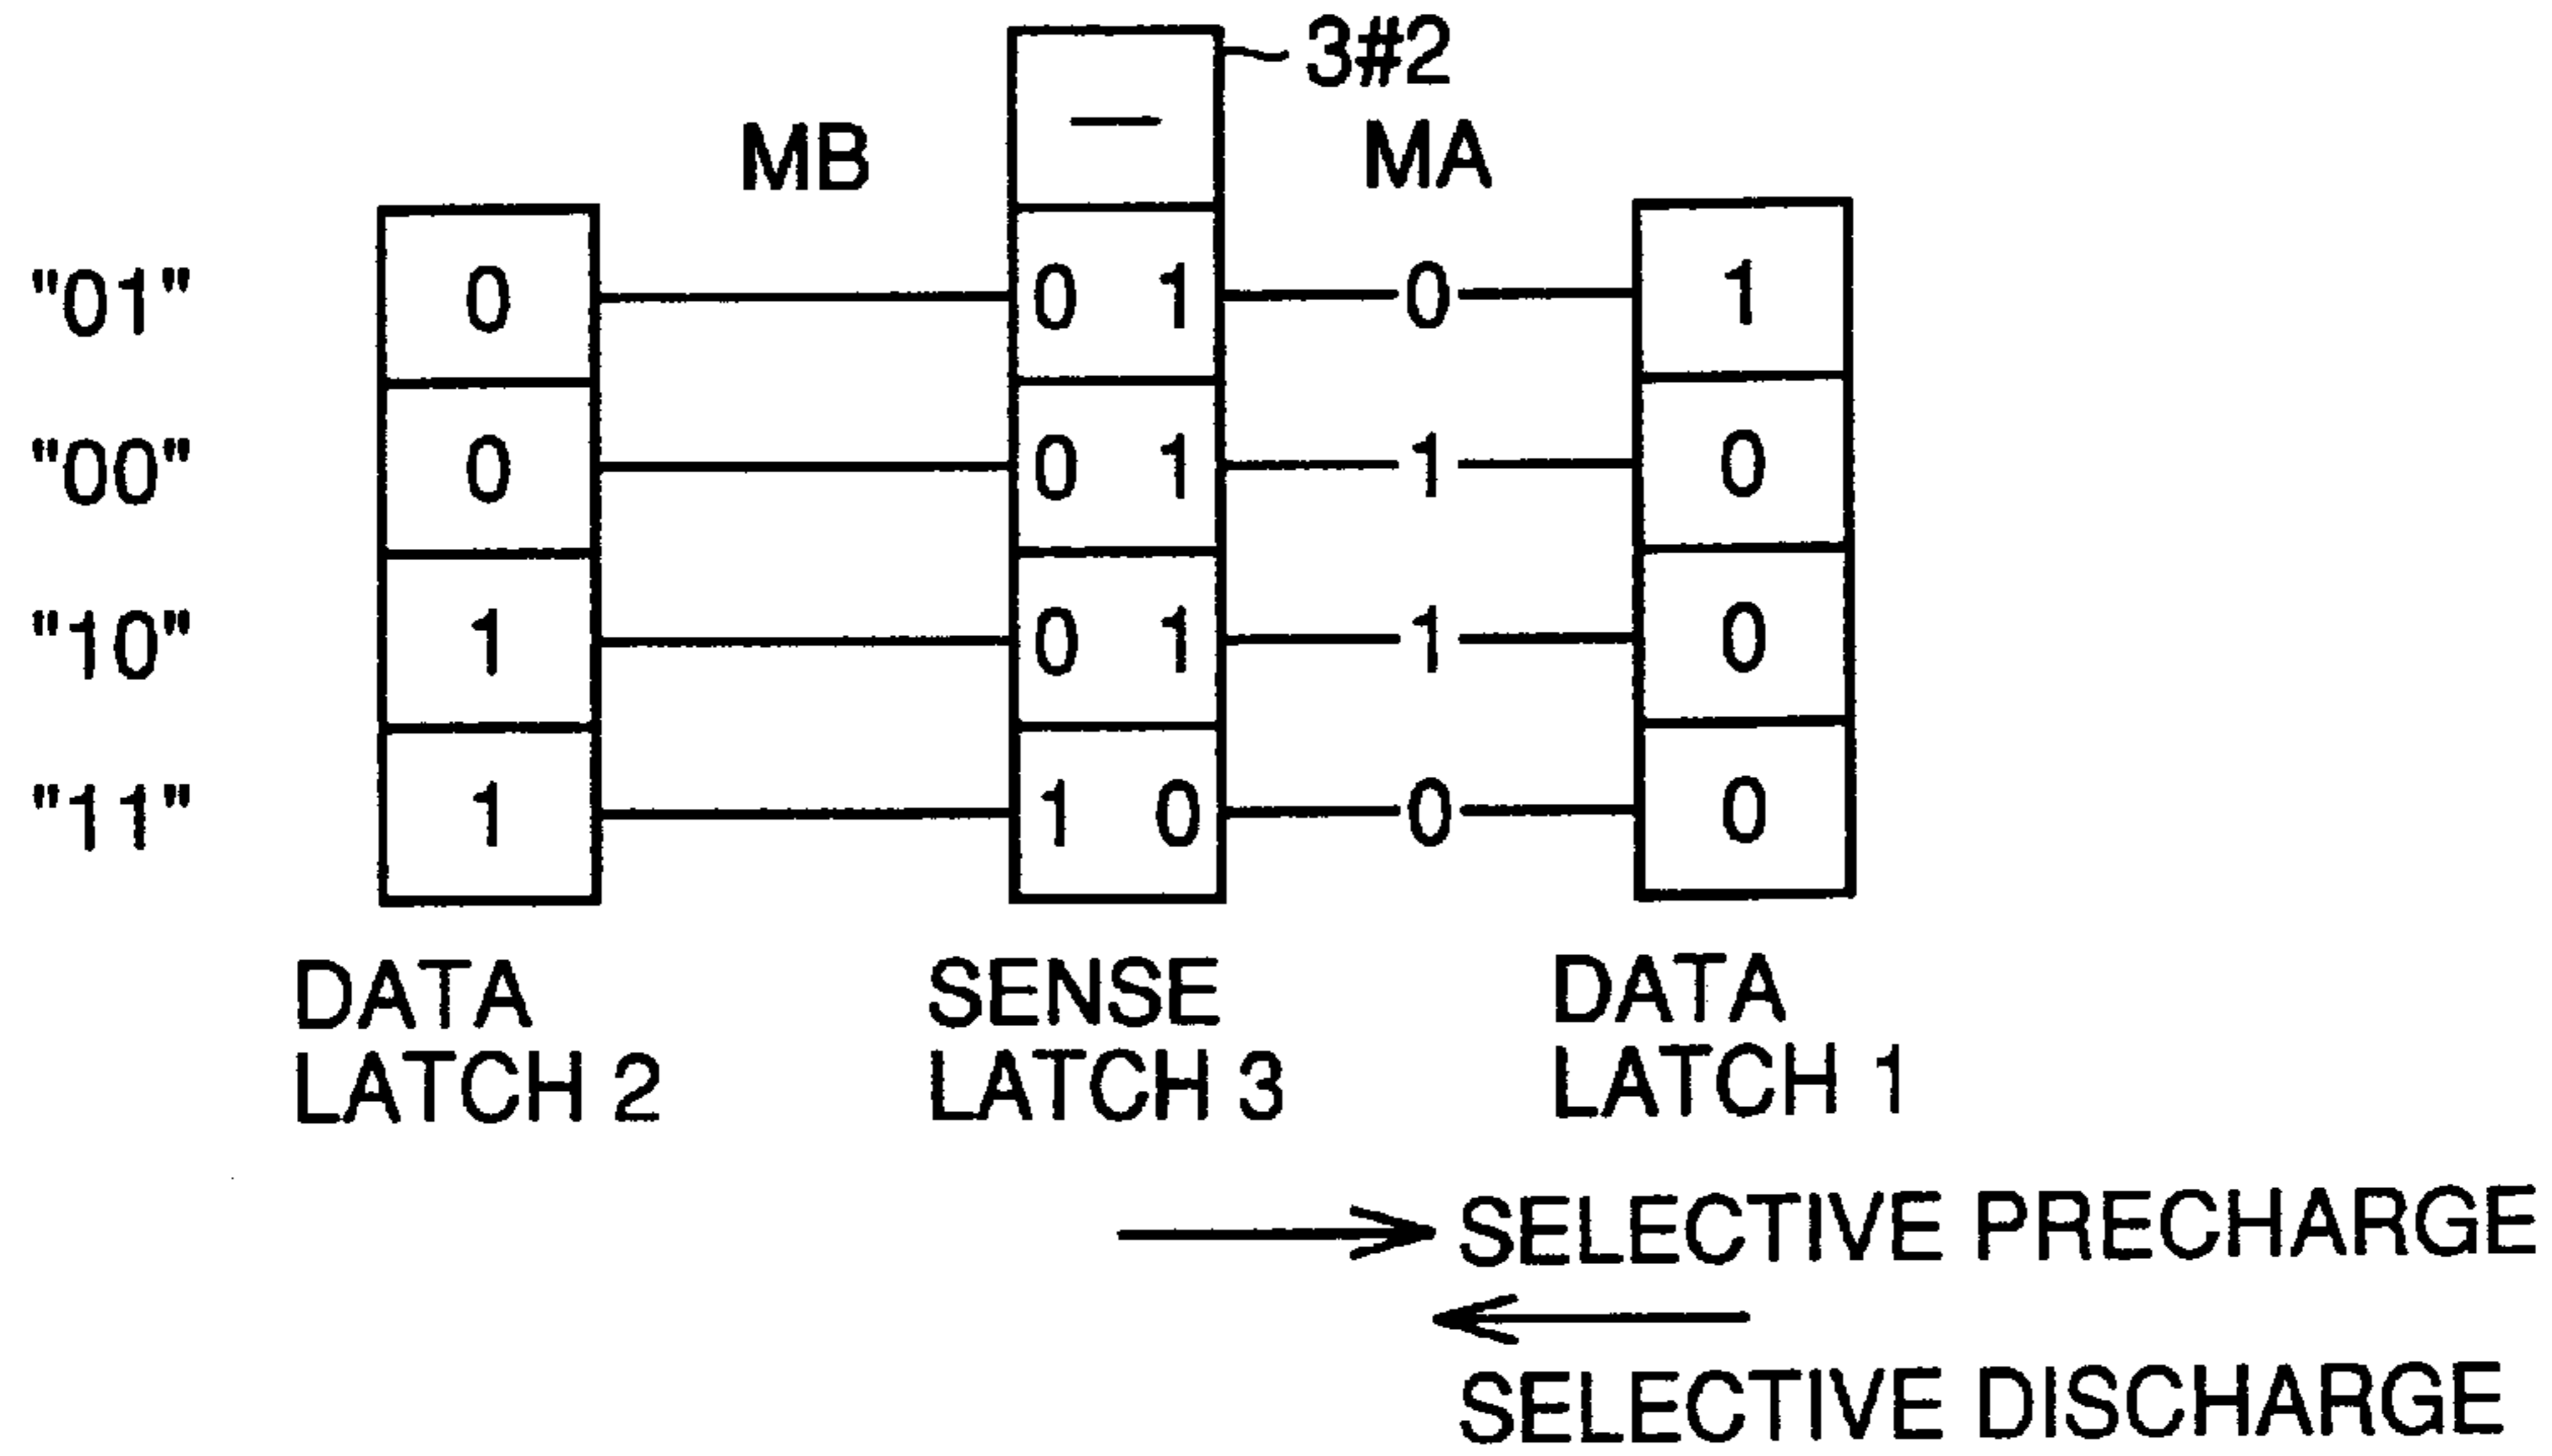 3#2
—
MB MA
"01" 0 0 1 0 1
"00" 0 0 1 1 0
"10" 1 0 1 1 0
"11" 1 1 0 0 0
DATA LATCH 2
SENSE LATCH 3
DATA LATCH 1
SELECTIVE PRECHARGE
SELECTIVE DISCHARGE